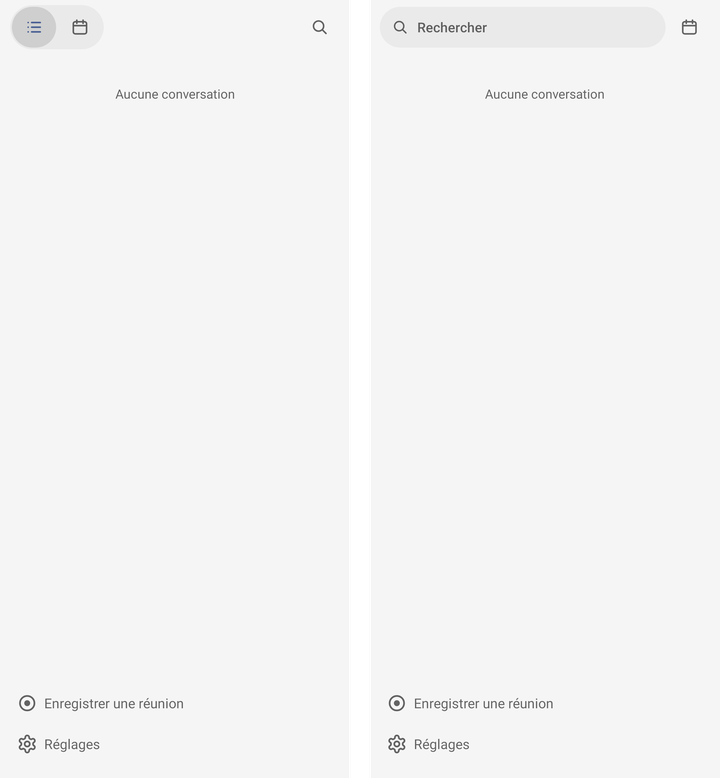 Aucune conversation
Enregistrer une réunion
Réglages
Rechercher
Aucune conversation
Enregistrer une réunion
Réglages